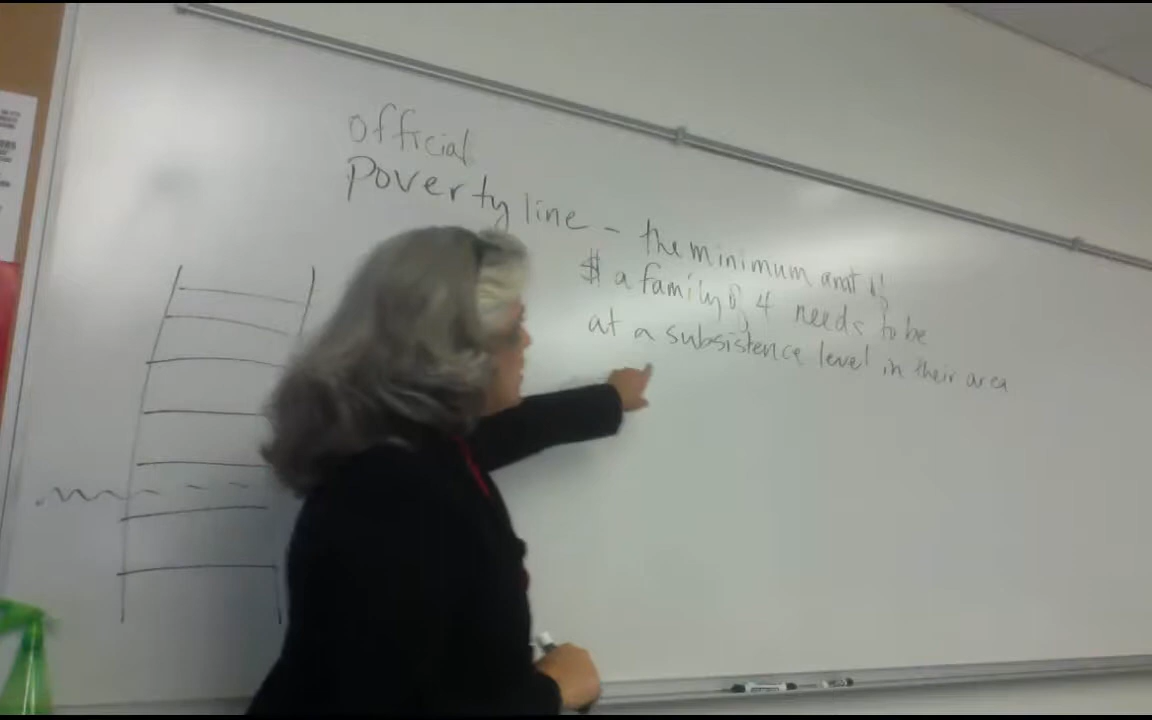 official
Poverty line - the minimum amt of
$ a family of 4 needs to be
at a subsistence level in their area